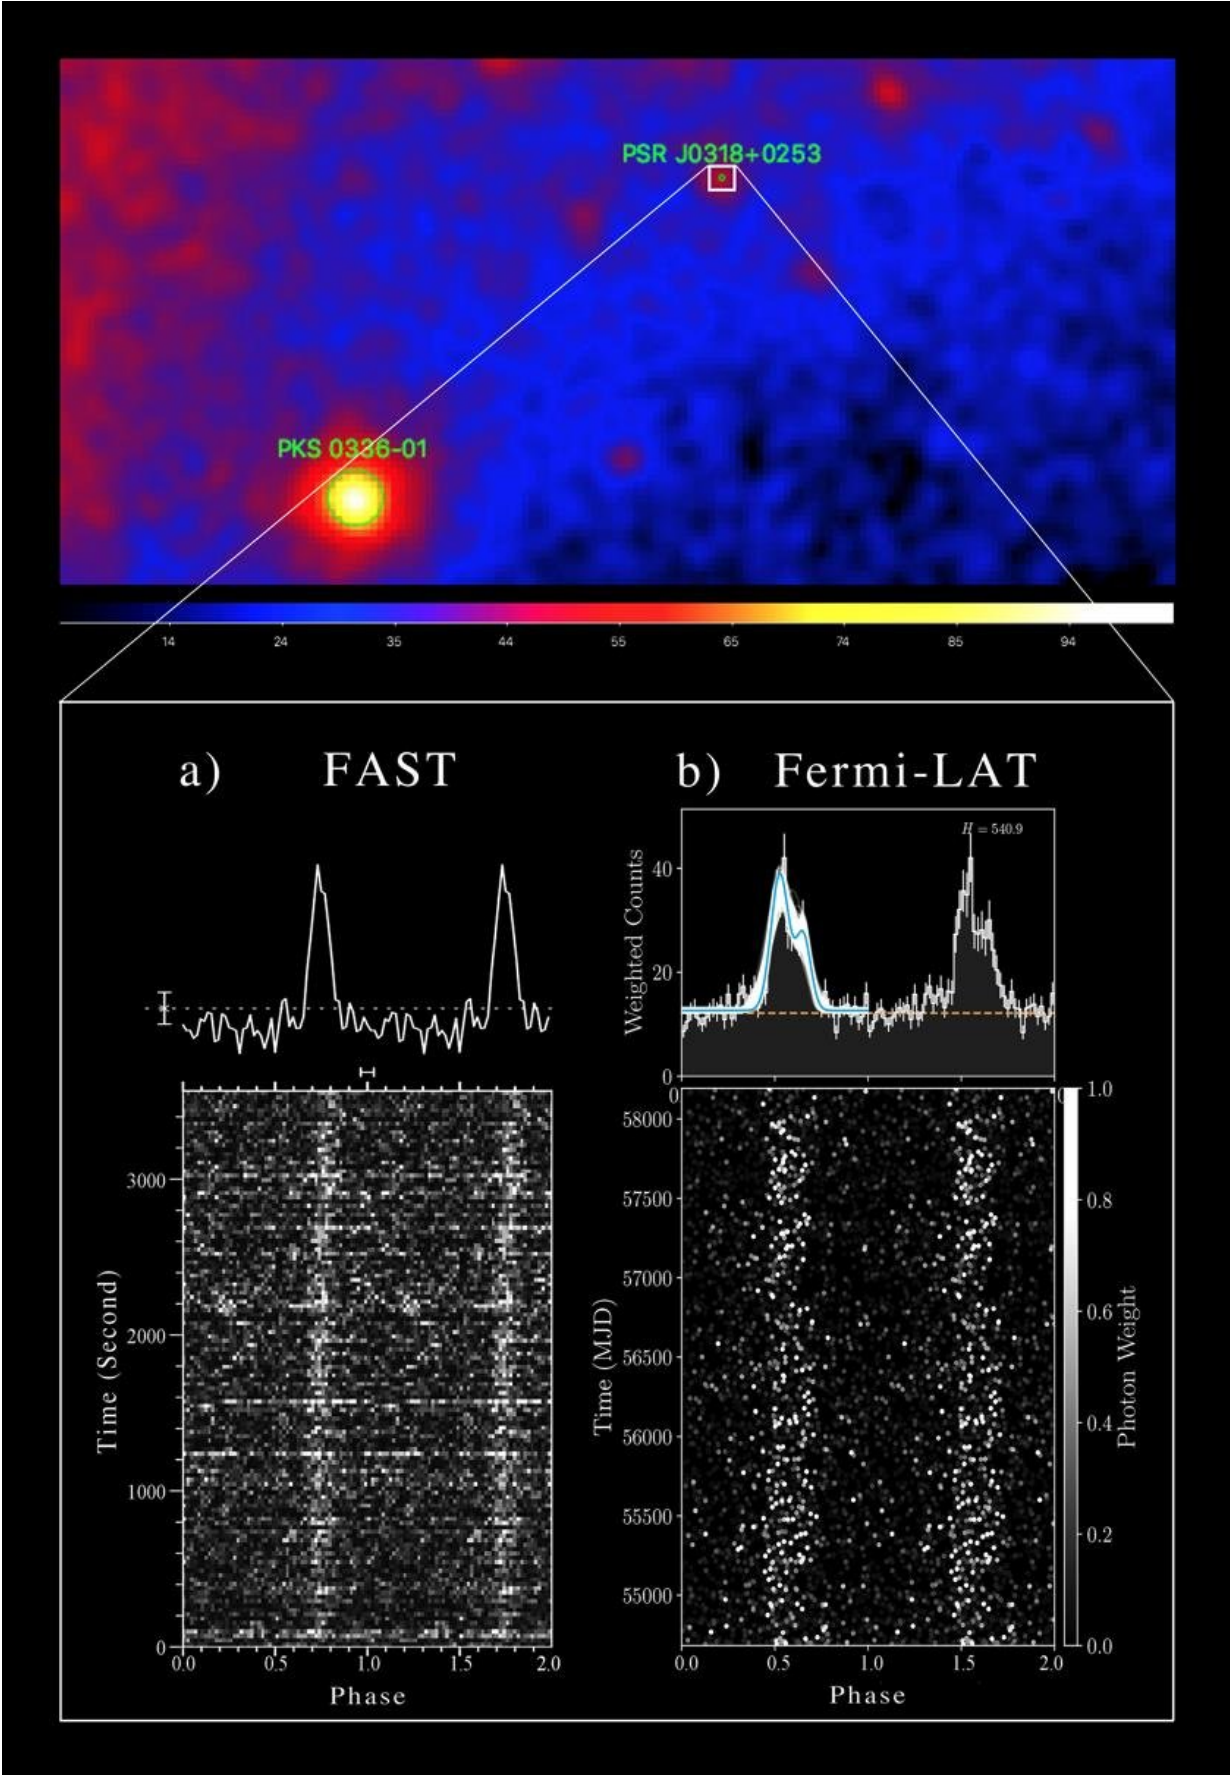 PSR J0318+0253
PKS 0336-01
14 24 35 44 55 65 74 85 94
a) FAST
b) Fermi-LAT
H = 540.9
Weighted Counts
40
20
0
3000
2000
1000
0
Time (Second)
0.0 0.5 1.0 1.5 2.0
Phase
0 0
58000
57500
57000
56500
56000
55500
55000
Time (MJD)
0.0 0.5 1.0 1.5 2.0
Phase
1.0
0.8
0.6
0.4
0.2
0.0
Photon Weight